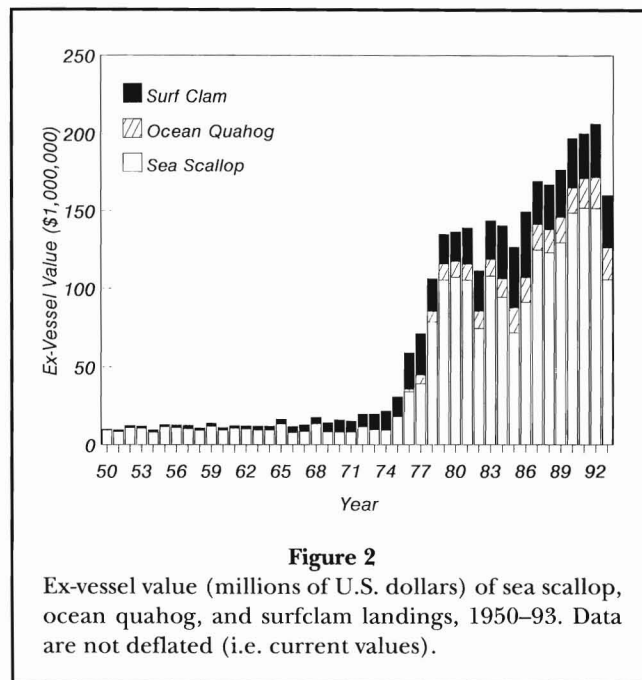 250
200
150
100
50
0
Ex-Vessel Value ($1,000,000)
Surf Clam
Ocean Quahog
Sea Scallop
50 53 56 59 62 65 68 71 74 77 80 83 86 89 92
Year
Figure 2
Ex-vessel value (millions of U.S. dollars) of sea scallop,
ocean quahog, and surfclam landings, 1950–93. Data
are not deflated (i.e. current values).